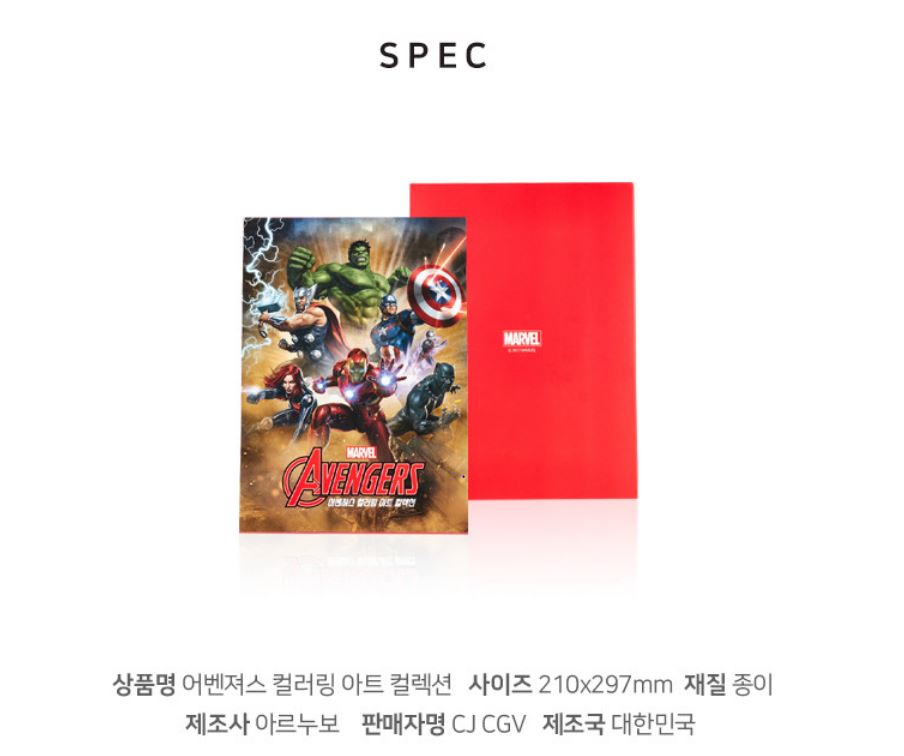 SPEC
MARVEL
MARVEL
AVENGERS
어벤져스 컬러링 아트 컬렉션
상품명 어벤져스 컬러링 아트 컬렉션 사이즈 210x297mm 재질 종이
제조사 아르누보 판매자명 CJ CGV 제조국 대한민국